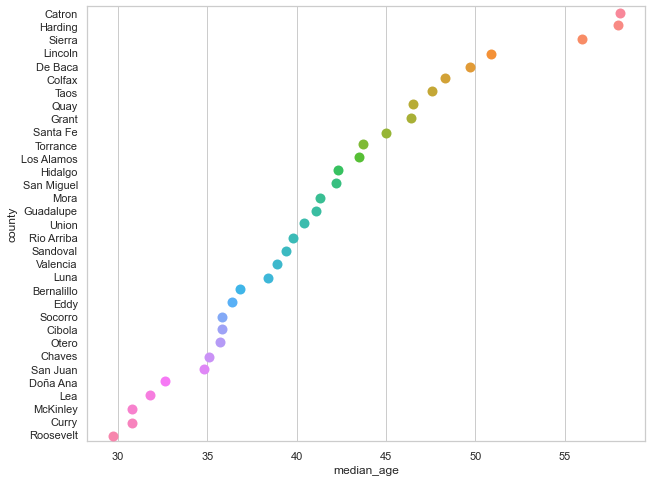 Catron
Harding
Sierra
Lincoln
De Baca
Colfax
Taos
Quay
Grant
Santa Fe
Torrance
Los Alamos
Hidalgo
San Miguel
Mora
Guadalupe
Union
Rio Arriba
Sandoval
Valencia
Luna
Bernalillo
Eddy
Socorro
Cibola
Otero
Chaves
San Juan
Doña Ana
Lea
McKinley
Curry
Roosevelt
county
30 35 40 45 50 55
median_age